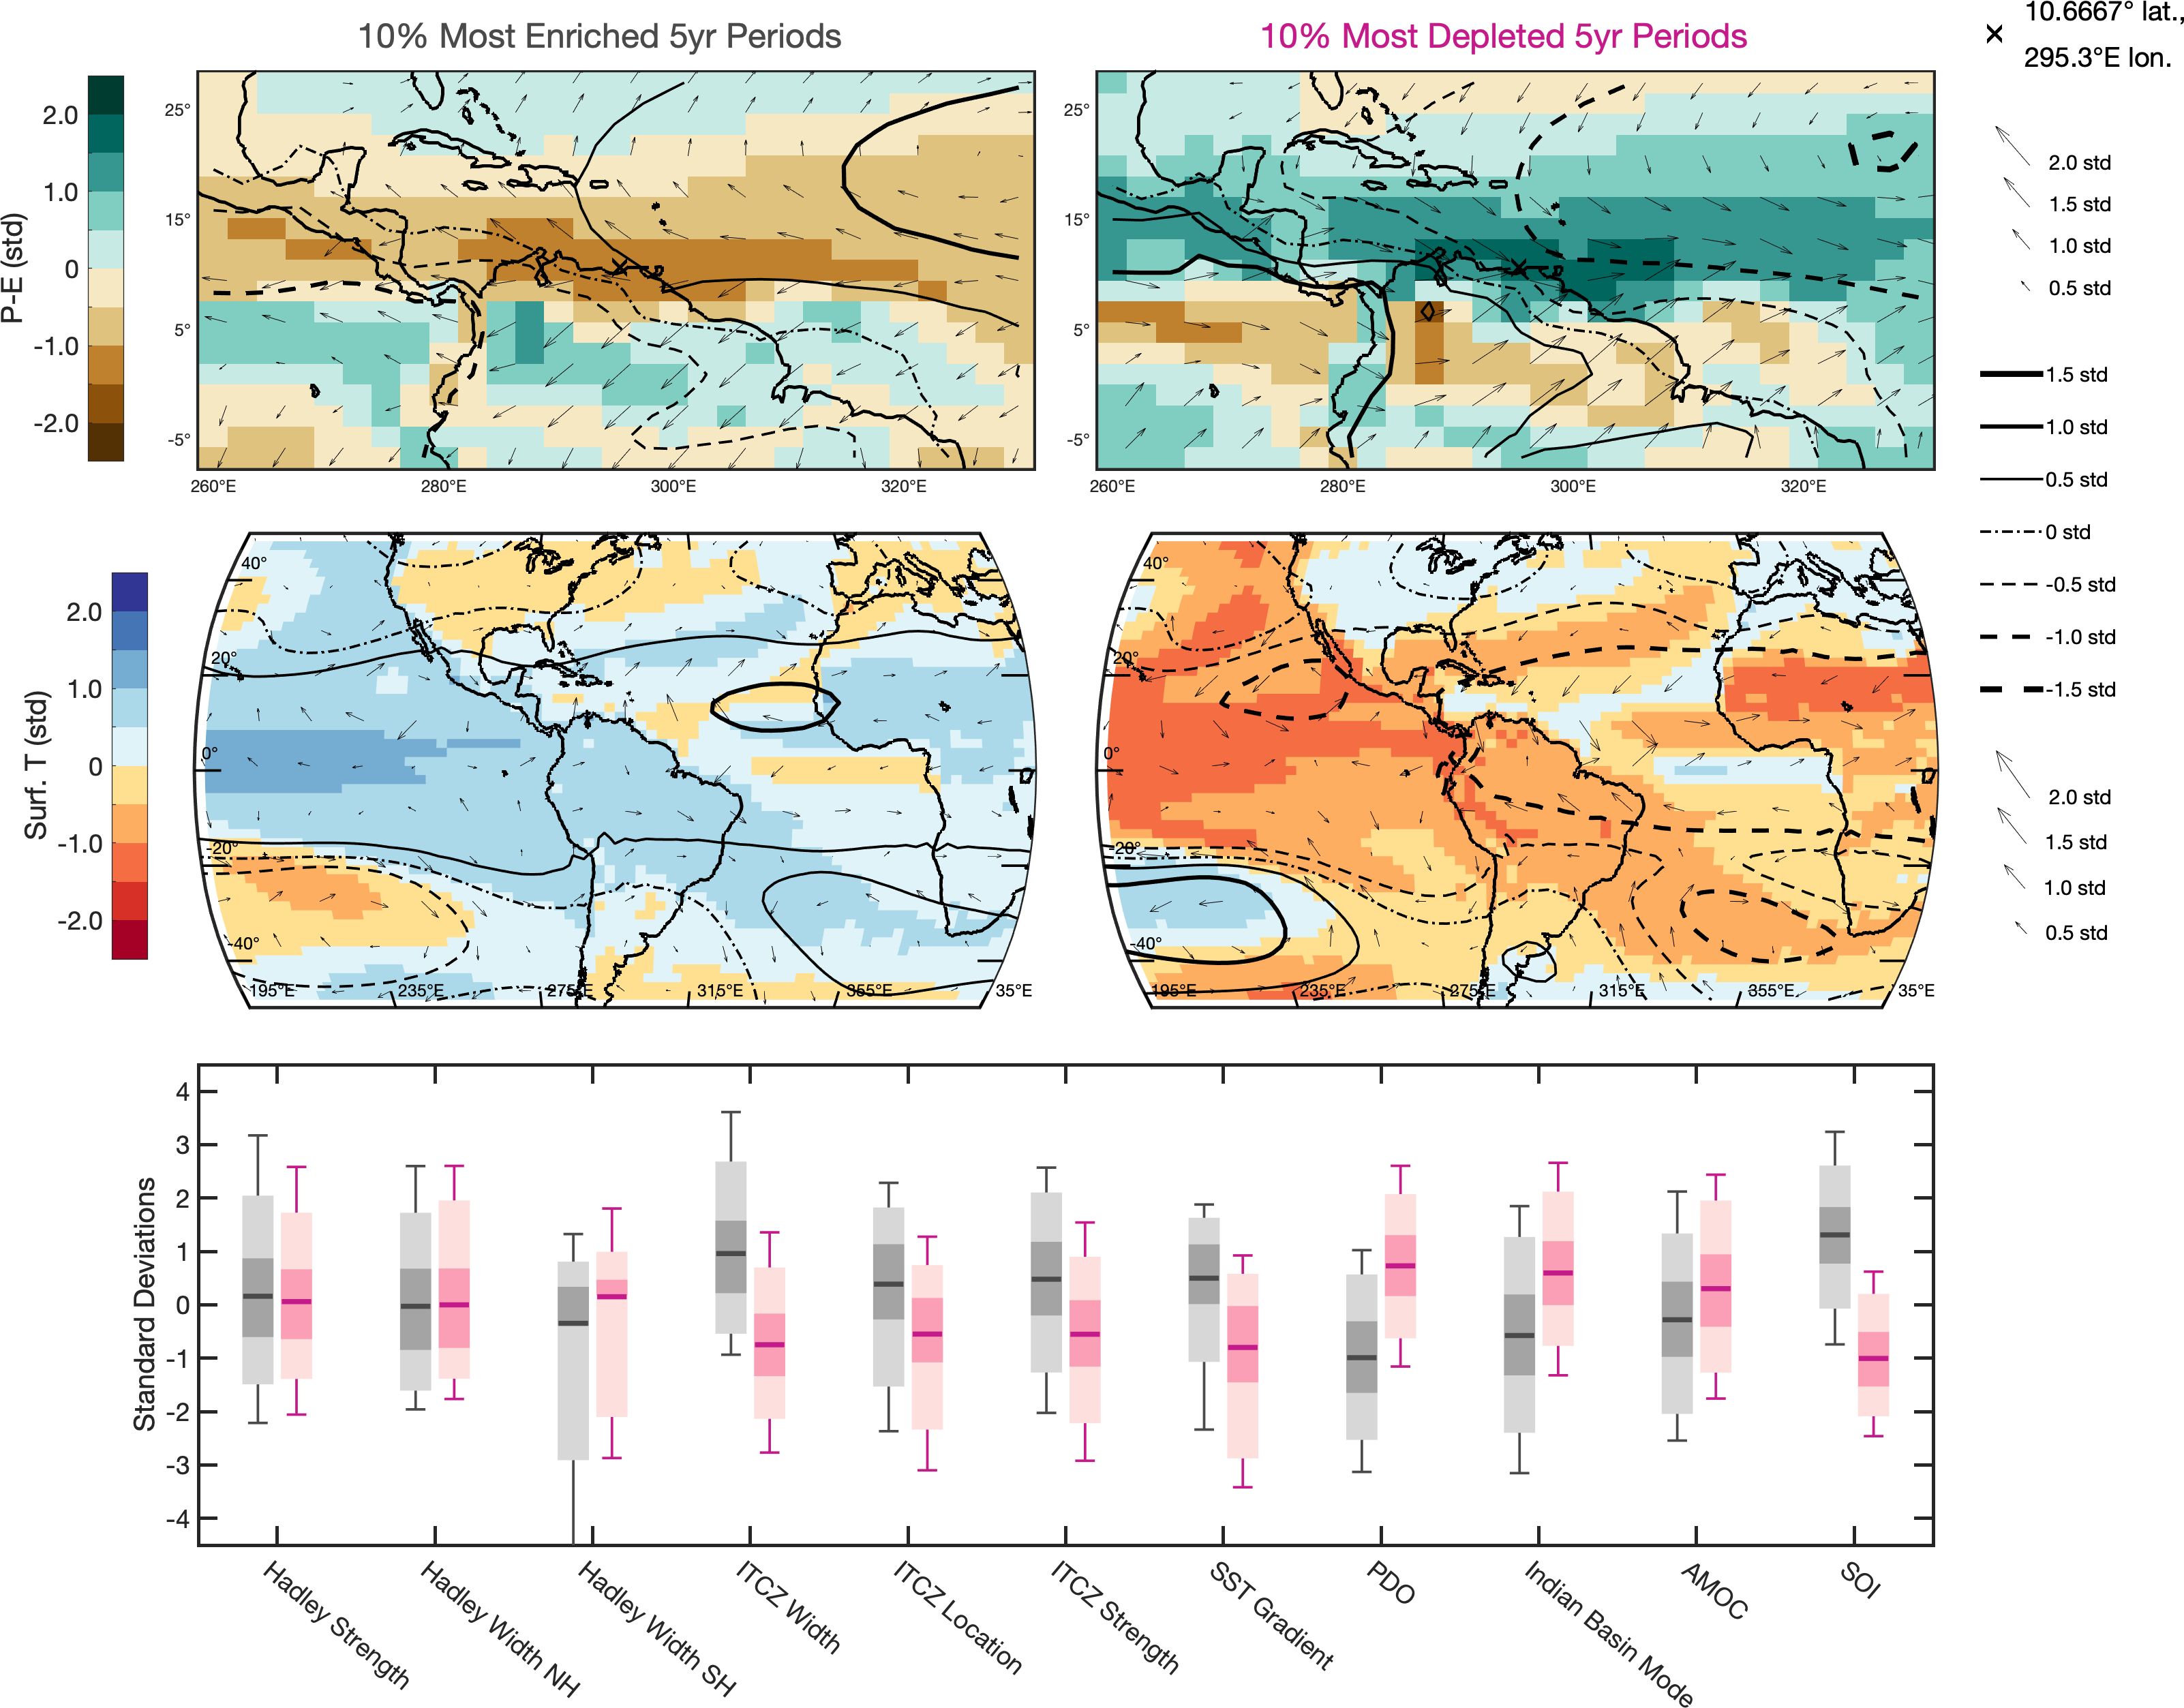 10% Most Enriched 5yr Periods
10% Most Depleted 5yr Periods
10.6667° lat.,
295.3°E lon.
P-E (std)
2.0
1.0
0
-1.0
-2.0
25°
15°
5°
-5°
260°E
280°E
300°E
320°E
25°
15°
5°
-5°
260°E
280°E
300°E
320°E
2.0 std
1.5 std
1.0 std
0.5 std
1.5 std
1.0 std
0.5 std
0 std
-0.5 std
-1.0 std
-1.5 std
Surf. T (std)
2.0
1.0
0
-1.0
-2.0
40°
20°
0°
-20°
-40°
195°E
235°E
275°E
315°E
355°E
35°E
40°
20°
0°
-20°
-40°
195°E
235°E
275°E
315°E
355°E
35°E
2.0 std
1.5 std
1.0 std
0.5 std
Standard Deviations
4
3
2
1
0
-1
-2
-3
-4
Hadley Strength
Hadley Width NH
Hadley Width SH
ITCZ Width
ITCZ Location
ITCZ Strength
SST Gradient
PDO
Indian Basin Mode
AMOC
SOI